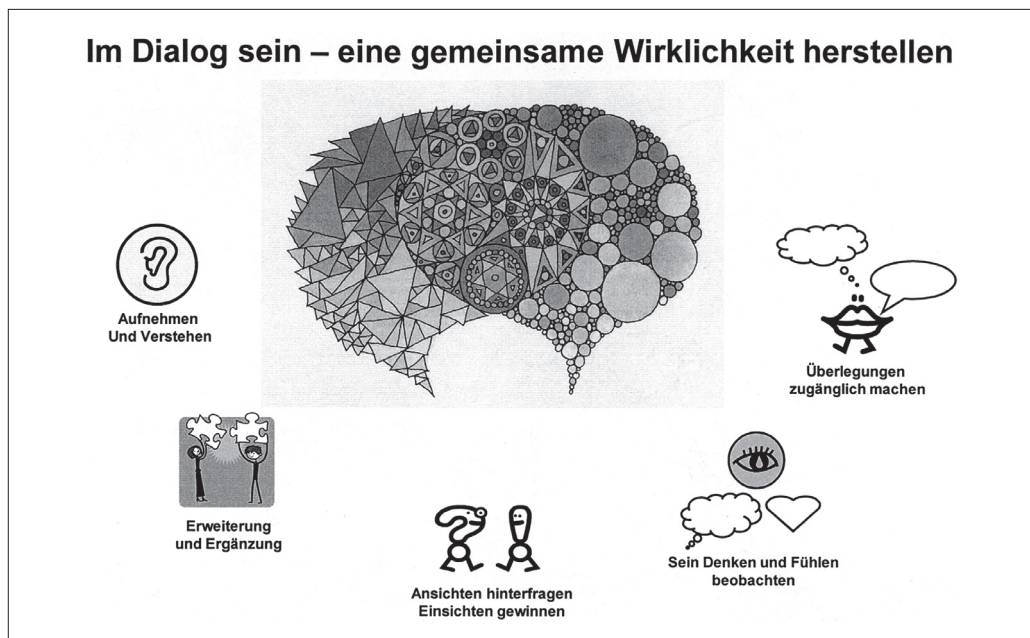 Im Dialog sein – eine gemeinsame Wirklichkeit herstellen
Aufnehmen
Und Verstehen
Überlegungen
zugänglich machen
Erweiterung
und Ergänzung
Ansichten hinterfragen
Einsichten gewinnen
Sein Denken und Fühlen
beobachten